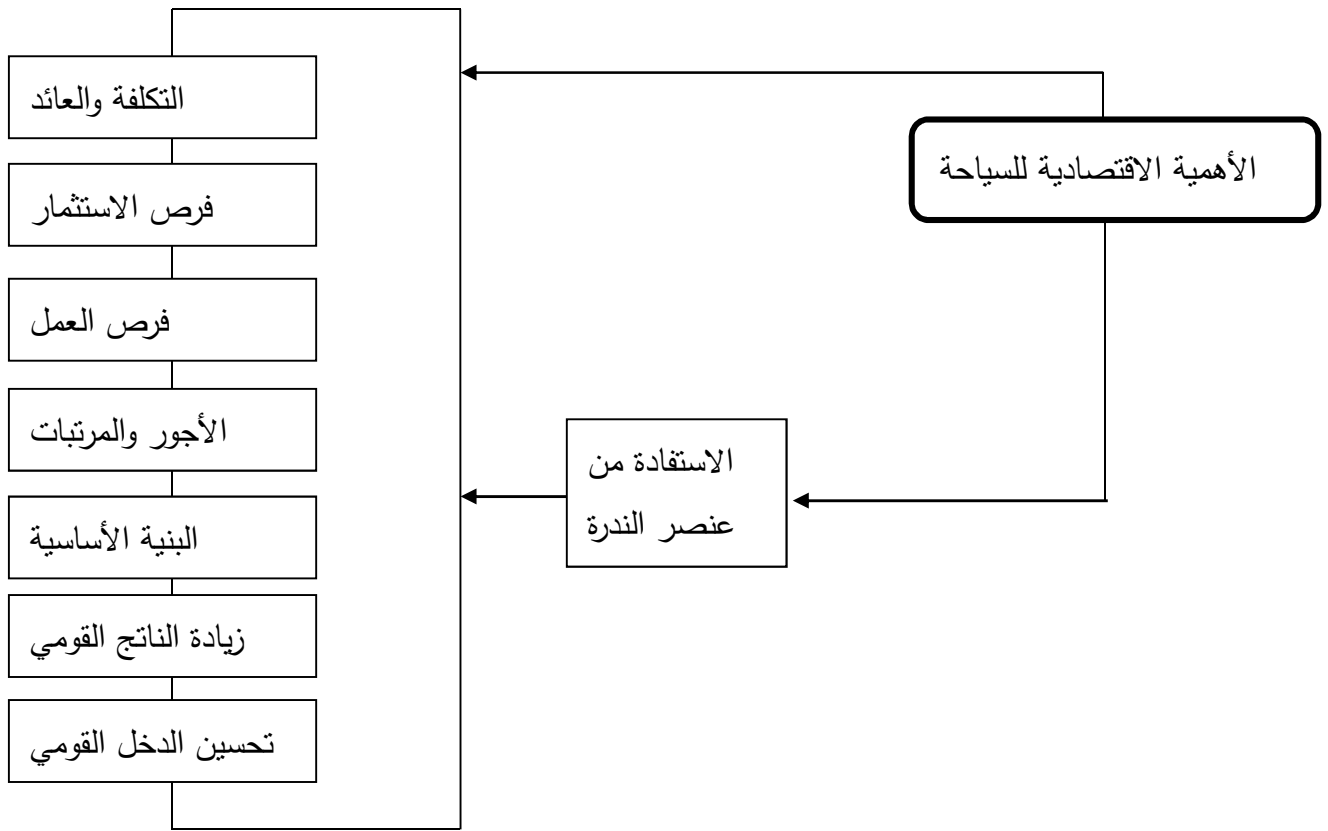 الأهمية الاقتصادية للسياحة
الاستفادة من
عنصر الندرة
التكلفة والعائد
فرص الاستثمار
فرص العمل
الأجور والمرتبات
البنية الأساسية
زيادة الناتج القومي
تحسين الدخل القومي